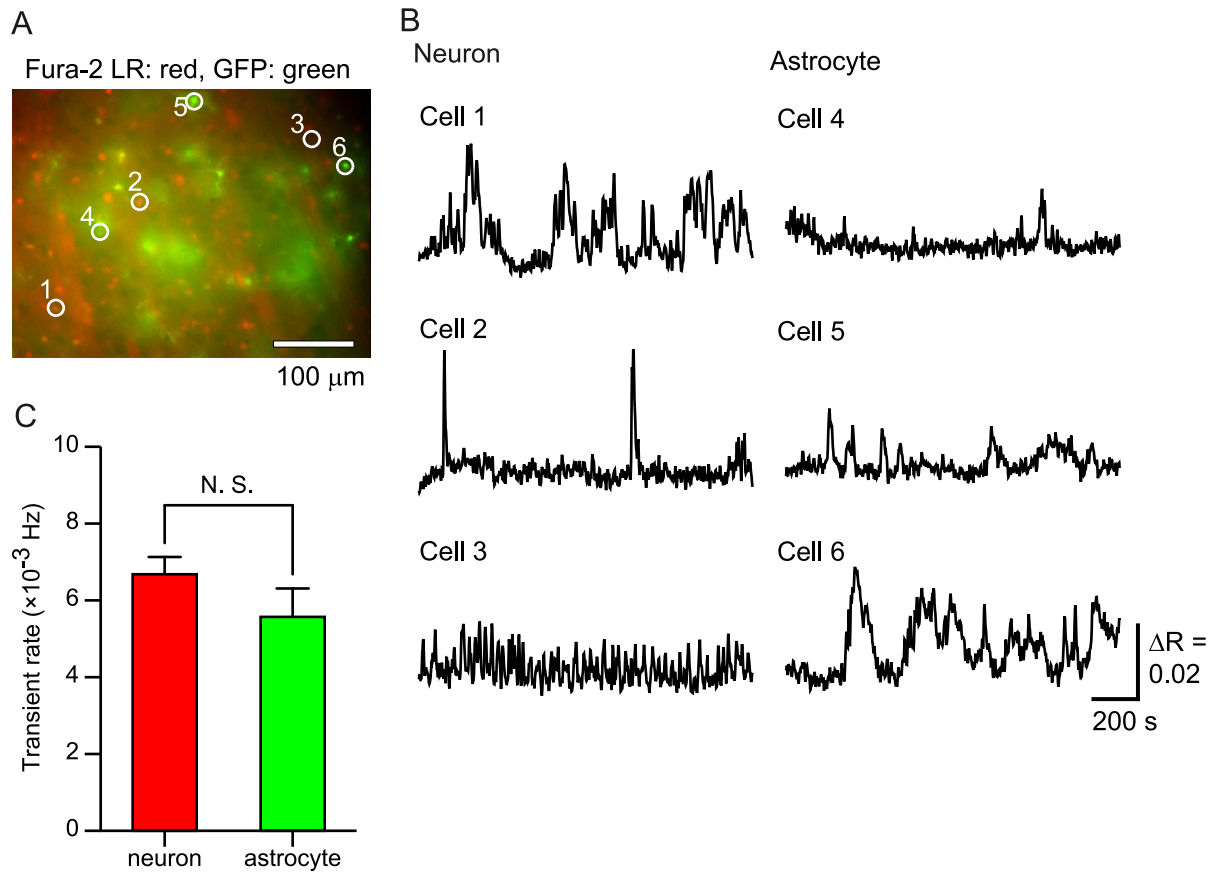 A
Fura-2 LR: red, GFP: green
5
3
6
2
4
1
100 μm
B
Neuron
Astrocyte
Cell 1
Cell 4
Cell 2
Cell 5
Cell 3
Cell 6
ΔR =
0.02
200 s
C
Transient rate (×10⁻³ Hz)
10
8
6
4
2
0
N. S.
neuron
astrocyte